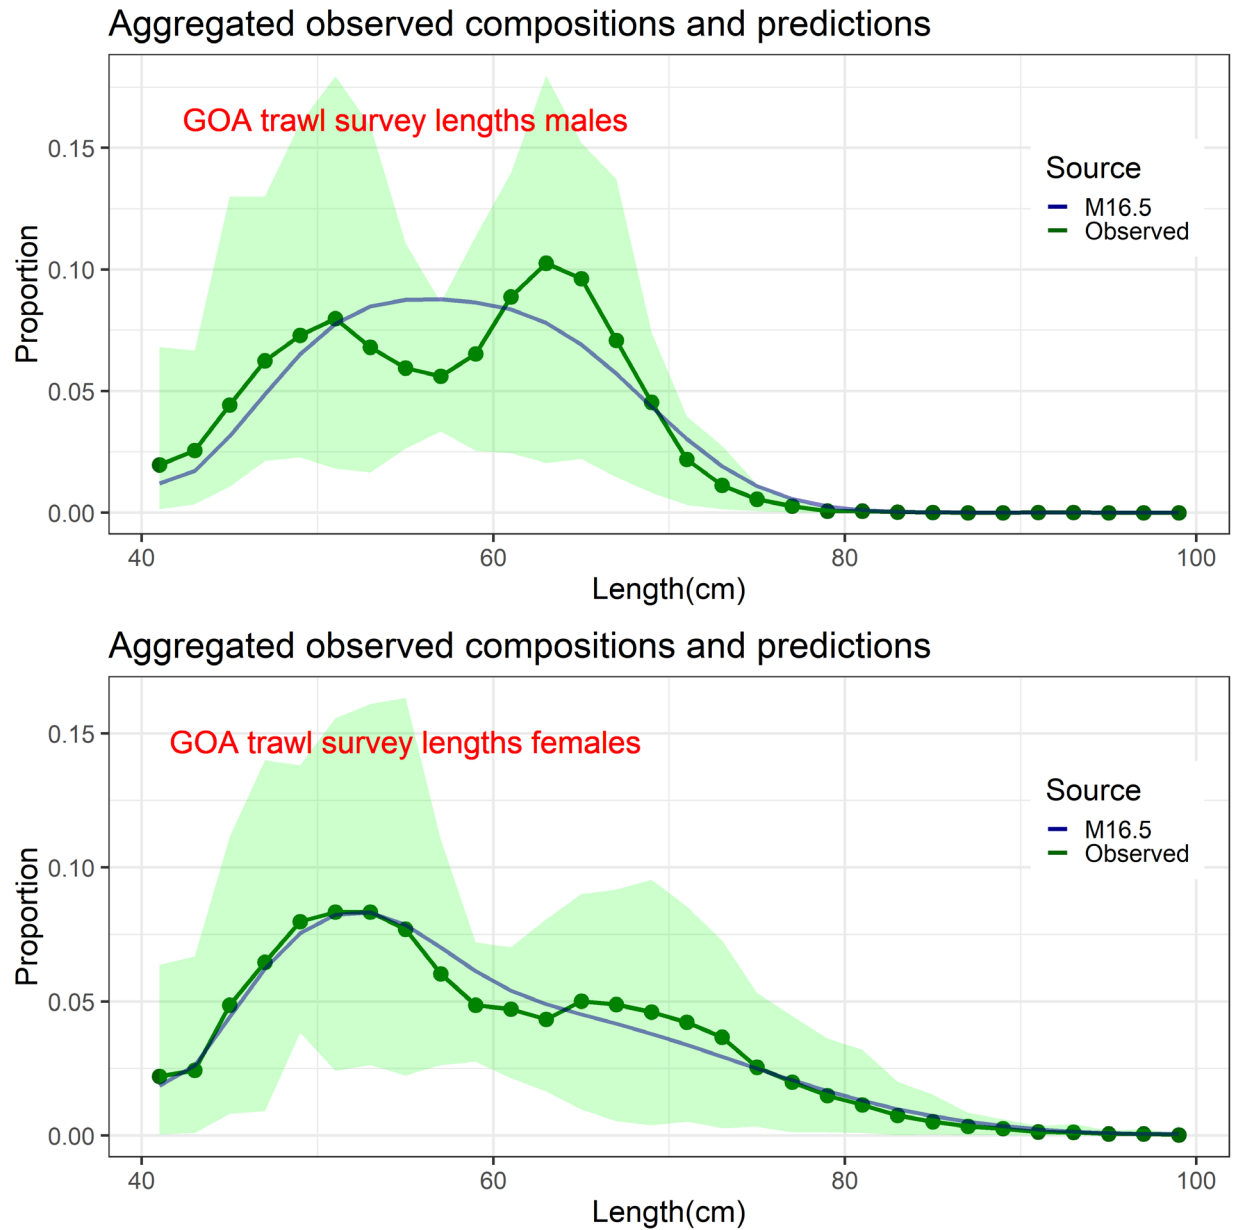 Aggregated observed compositions and predictions
GOA trawl survey lengths males
0.15
0.10
0.05
0.00
Proportion
Source
M16.5
Observed
40
60
80
100
Length(cm)
Aggregated observed compositions and predictions
GOA trawl survey lengths females
0.15
0.10
0.05
0.00
Proportion
Source
M16.5
Observed
40
60
80
100
Length(cm)